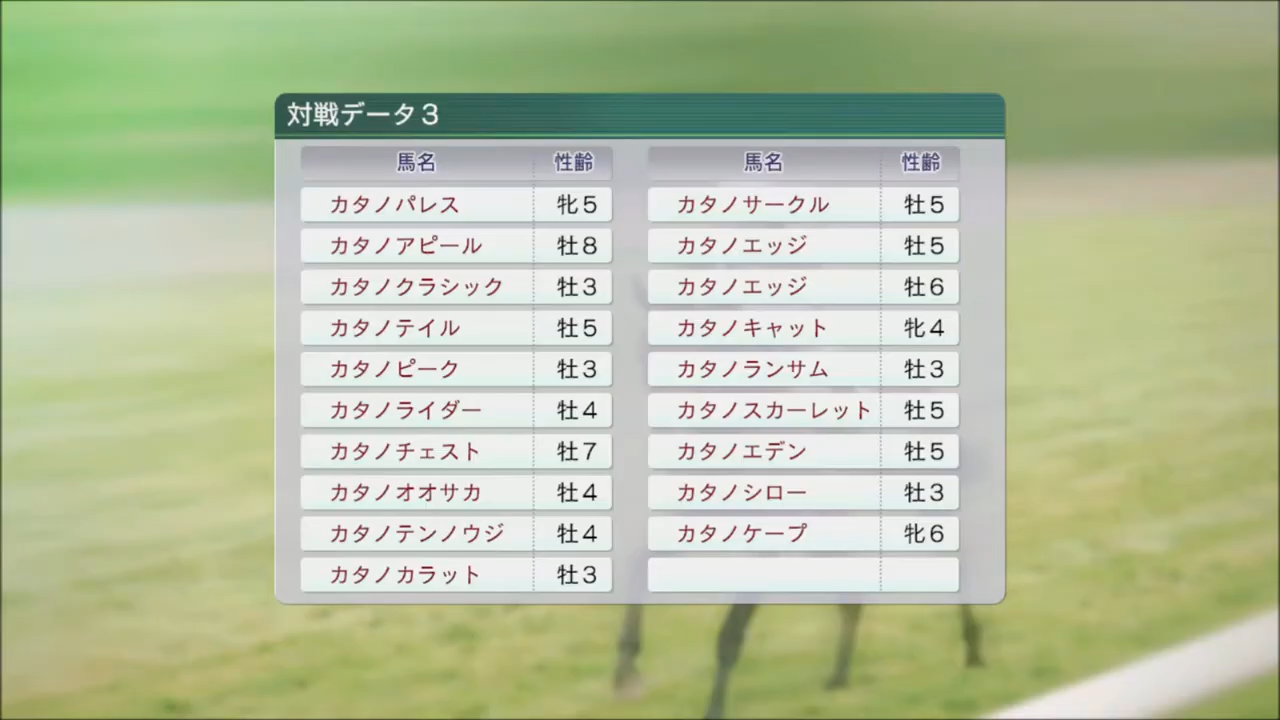 対戦データ３
馬名 性齢 馬名 性齢
カタノパレス 牝5 カタノサークル 牡5
カタノアピール 牡8 カタノエッジ 牡5
カタノクラシック 牡3 カタノエッジ 牡6
カタノテイル 牡5 カタノキャット 牝4
カタノピーク 牡3 カタノランサム 牡3
カタノライダー 牡4 カタノスカーレット 牡5
カタノチェスト 牡7 カタノエデン 牡5
カタノオオサカ 牡4 カタノシロー 牡3
カタノテンノウジ 牡4 カタノケープ 牝6
カタノカラット 牡3